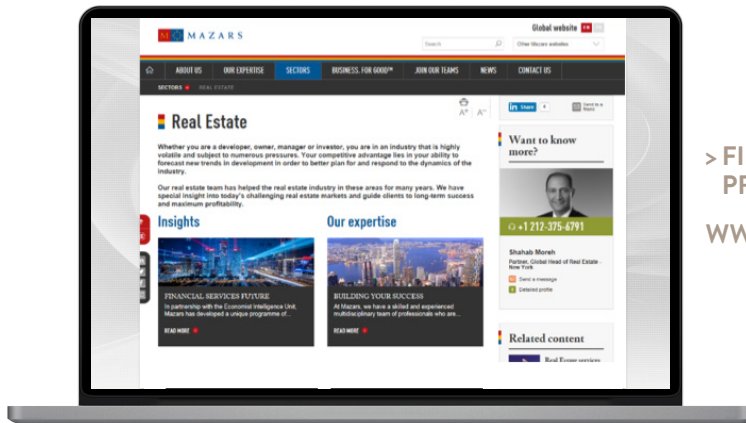 MAZARS
Global website
Search
Other Mazars websites
ABOUT US
OUR EXPERTISE
SECTORS
BUSINESS. FOR GOOD™
JOIN OUR TEAMS
NEWS
CONTACT US
SECTORS
REAL ESTATE
A+
A-
in Share
Send to a friend
Real Estate
Whether you are a developer, owner, manager or investor, you are in an industry that is highly
volatile and subject to numerous pressures. Your competitive advantage lies in your ability to
forecast new trends in development in order to better plan for and respond to the dynamics of the
industry.
Our real estate team has helped the real estate industry in these areas for many years. We have
special insight into today's challenging real estate markets and guide clients to long-term success
and maximum profitability.
Insights
FINANCIAL SERVICES FUTURE
In partnership with the Economist Intelligence Unit,
Mazars has developed a unique programme of...
READ MORE
Our expertise
BUILDING YOUR SUCCESS
At Mazars, we have a skilled and experienced
multidisciplinary team of professionals who are...
READ MORE
Want to know
more?
+1 212-375-6791
Shahab Moreh
Partner, Global Head of Real Estate -
New York
Send a message
Detailed profile
Related content
Real Estate services
> FI
PR
WW